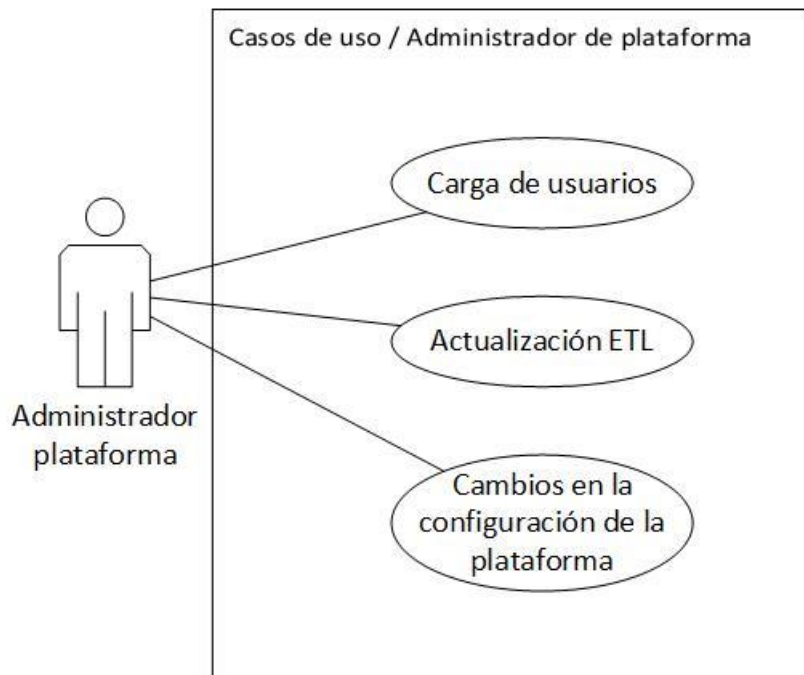 Casos de uso / Administrador de plataforma
Carga de usuarios
Actualización ETL
Administrador
plataforma
Cambios en la
configuración de la
plataforma